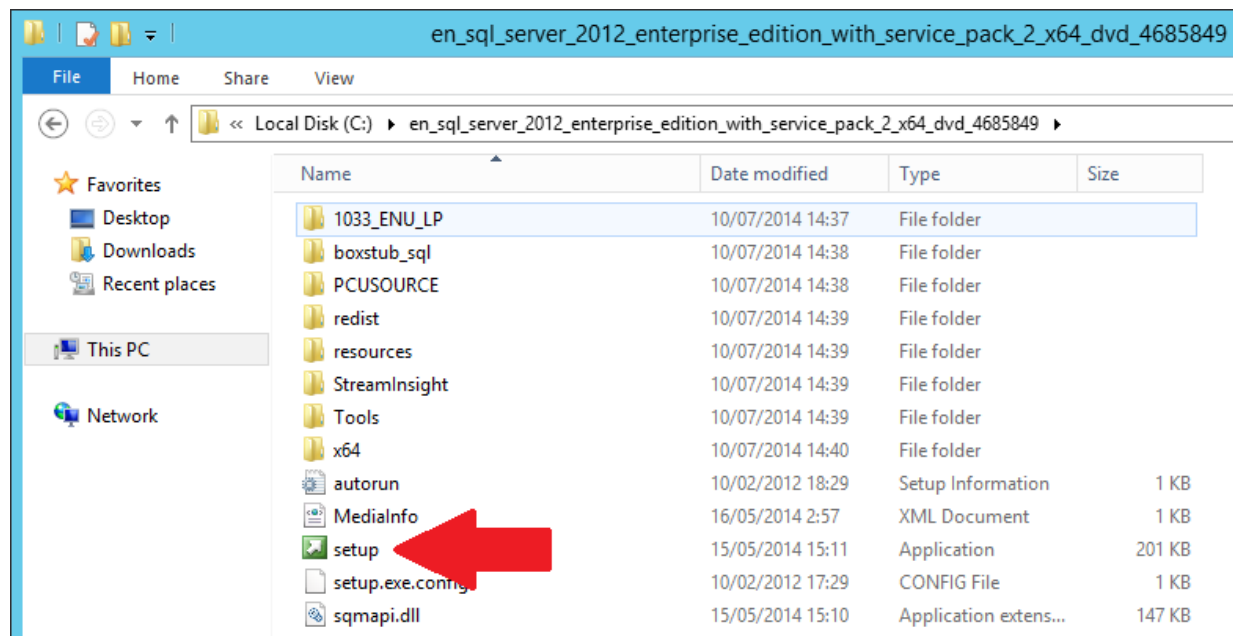 en_sql_server_2012_enterprise_edition_with_service_pack_2_x64_dvd_4685849
File Home Share View
« Local Disk (C:) en_sql_server_2012_enterprise_edition_with_service_pack_2_x64_dvd_4685849
Favorites
Desktop
Downloads
Recent places
This PC
Network
Name Date modified Type Size
1033_ENU_LP 10/07/2014 14:37 File folder
boxstub_sql 10/07/2014 14:38 File folder
PCUSOURCE 10/07/2014 14:38 File folder
redist 10/07/2014 14:39 File folder
resources 10/07/2014 14:39 File folder
StreamInsight 10/07/2014 14:39 File folder
Tools 10/07/2014 14:39 File folder
x64 10/07/2014 14:40 File folder
autorun 10/02/2012 18:29 Setup Information 1 KB
MediaInfo 16/05/2014 2:57 XML Document 1 KB
setup 15/05/2014 15:11 Application 201 KB
setup.exe.config 10/02/2012 17:29 CONFIG File 1 KB
sqmapi.dll 15/05/2014 15:10 Application extens... 147 KB